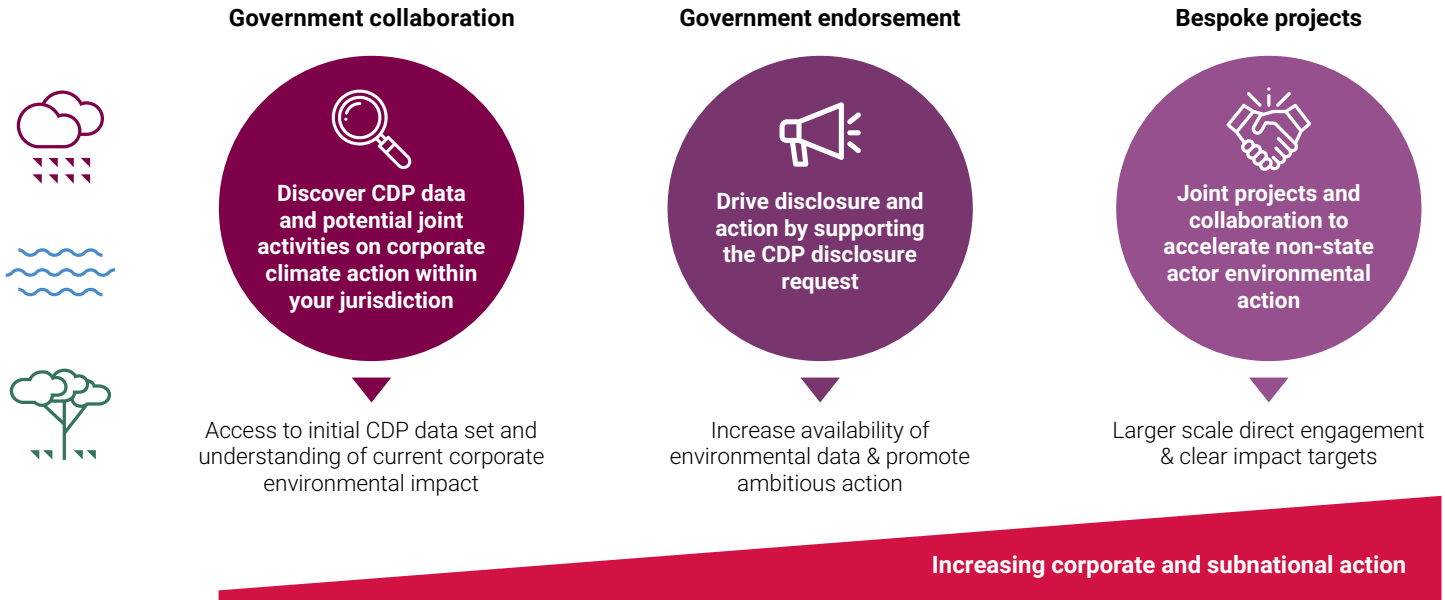 Government collaboration
Discover CDP data
and potential joint
activities on corporate
climate action within
your jurisdiction
Access to initial CDP data set and
understanding of current corporate
environmental impact
Government endorsement
Drive disclosure and
action by supporting
the CDP disclosure
request
Increase availability of
environmental data & promote
ambitious action
Bespoke projects
Joint projects and
collaboration to
accelerate non-state
actor environmental
action
Larger scale direct engagement
& clear impact targets
Increasing corporate and subnational action